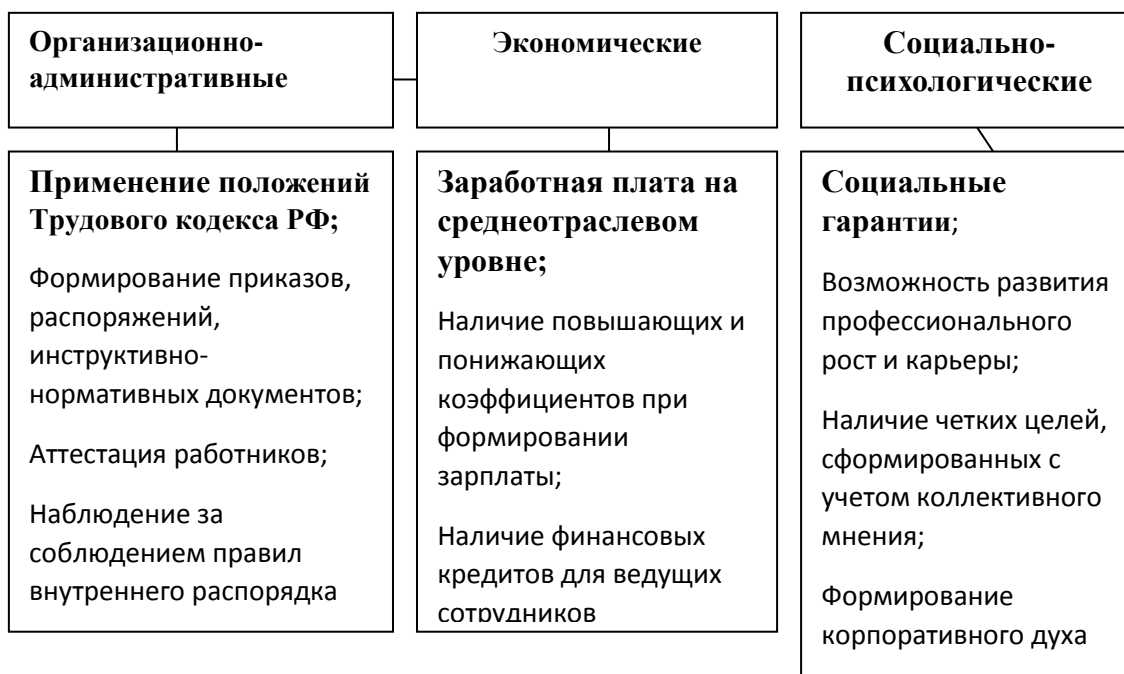 Организационно-
административные
Экономические
Социально-
психологические
Применение положений
Трудового кодекса РФ;
Формирование приказов,
распоряжений,
инструктивно-
нормативных документов;
Аттестация работников;
Наблюдение за
соблюдением правил
внутреннего распорядка
Заработная плата на
среднеотраслевом
уровне;
Наличие повышающих и
понижающих
коэффициентов при
формировании
зарплаты;
Наличие финансовых
кредитов для ведущих
сотрудников
Социальные
гарантии;
Возможность развития
профессионального
рост и карьеры;
Наличие четких целей,
сформированных с
учетом коллективного
мнения;
Формирование
корпоративного духа